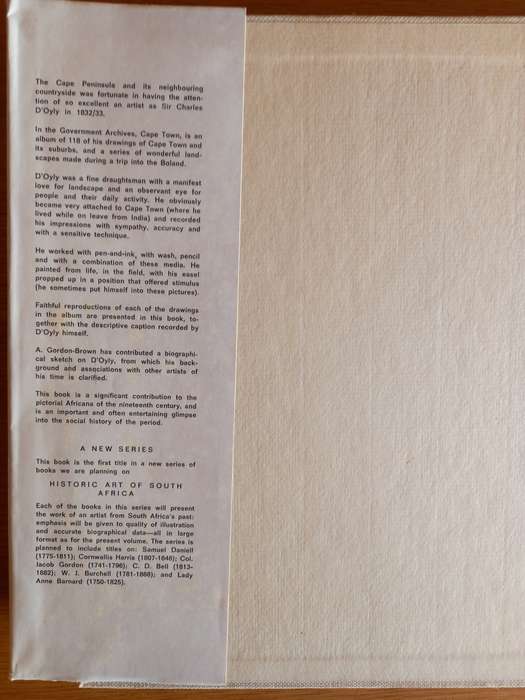 The Cape Peninsula and its neighbouring
countryside was fortunate in having the atten-
tion of so excellent an artist as Sir Charles
D'Oyly in 1832/33.
In the Government Archives, Cape Town, is an
album of 118 of his drawings of Cape Town and
its suburbs, and a series of wonderful land-
scapes made during a trip into the Boland.
D'Oyly was a fine draughtsman with a manifest
love for landscape and an observant eye for
people and their daily activity. He obviously
became very attached to Cape Town (where he
lived while on leave from India) and recorded
his impressions with sympathy, accuracy and
with a sensitive technique.
He worked with pen-and-ink, with wash, pencil
and with a combination of these media. He
painted from life, in the field, with his easel
propped up in a position that offered stimulus
(he sometimes put himself into these pictures).
Faithful reproductions of each of the drawings
in the album are presented in this book, to-
gether with the descriptive caption recorded by
D'Oyly himself.
A. Gordon-Brown has contributed a biographi-
cal sketch on D'Oyly, from which his back-
ground and associations with other artists of
his time is clarified.
This book is a significant contribution to the
pictorial Africana of the nineteenth century, and
is an important and often entertaining glimpse
into the social history of the period.
A NEW SERIES
This book is the first title in a new series of
books we are planning on
HISTORIC ART OF SOUTH
AFRICA
Each of the books in this series will present
the work of an artist from South Africa's past:
emphasis will be given to quality of illustration
and accurate biographical data—all in large
format as for the present volume. The series is
planned to include titles on: Samuel Daniell
(1775-1811); Cornwallis Harris (1807-1848); Col.
Jacob Gordon (1741-1796); C. D. Bell (1813-
1882); W. J. Burchell (1781-1868); and Lady
Anne Barnard (1750-1825).